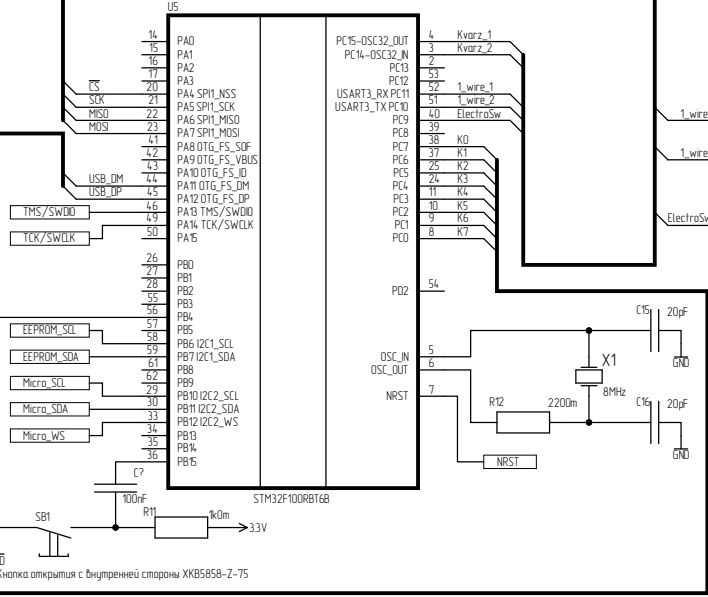 U5
14 PA0
15 PA1
16 PA2
17 PA3
CS 20 PA4 SPI1_NSS
SCK 21 PA5 SPI1_SCK
MISO 22 PA6 SPI1_MISO
MOSI 23 PA7 SPI1_MOSI
41 PA8 OTG_FS_SOF
42 PA9 OTG_FS_VBUS
43 PA10 OTG_FS_ID
USB_DM 44 PA11 OTG_FS_DM
USB_DP 45 PA12 OTG_FS_DP
TMS/SWDIO 46 PA13 TMS/SWDIO
49 PA14 TCK/SWCLK
TCK/SWCLK 50 PA15
26 PB0
27 PB1
28 PB2
55 PB3
56 PB4
EEPROM_SCL 57 PB5
58 PB6 I2C1_SCL
EEPROM_SDA 59 PB7 I2C1_SDA
61 PB8
Micro_SCL 62 PB9
29 PB10 I2C2_SCL
Micro_SDA 30 PB11 I2C2_SDA
33 PB12 I2C2_WS
Micro_WS 34 PB13
35 PB14
36 PB15
PC15-OSC32_OUT 4 Kvarz_1
PC14-OSC32_IN 3 Kvarz_2
PC13 2
PC12 53
USART3_RX PC11 52 1_wire_1
USART3_TX PC10 51 1_wire_2
PC9 40 ElectroSw
PC8 39
PC7 38 K0
PC6 37 K1
PC5 25 K2
PC4 24 K3
PC3 11 K4
PC2 10 K5
PC1 9 K6
PC0 8 K7
PD2 54
OSC_IN 5
OSC_OUT 6
NRST 7
1_wire
1_wire
ElectroSw
C15 20pF
GND
X1
8MHz
R12 2200m
C16 20pF
GND
NRST
STM32F100RBT6B
C?
100nF
R11 1k0m
3.3V
SB1
D
Кнопка открытия с внутренней стороны XKB5858-Z-75